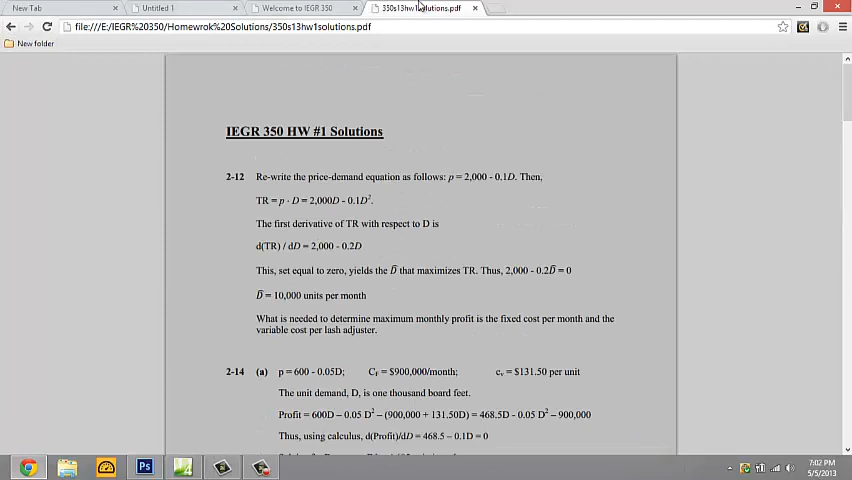 New Tab
Untitled 1
Welcome to IEGR 350
350s13hw1solutions.pdf
file:///E:/IEGR%20350/Homewrok%20Solutions/350s13hw1solutions.pdf
New folder
IEGR 350 HW #1 Solutions
2-12 Re-write the price-demand equation as follows: p = 2,000 - 0.1D. Then,
TR = p · D = 2,000D - 0.1D².
The first derivative of TR with respect to D is
d(TR) / dD = 2,000 - 0.2D
This, set equal to zero, yields the D̂ that maximizes TR. Thus, 2,000 - 0.2D̂ = 0
D̂ = 10,000 units per month
What is needed to determine maximum monthly profit is the fixed cost per month and the
variable cost per lash adjuster.
2-14 (a) p = 600 - 0.05D; C_F = $900,000/month; c_v = $131.50 per unit
The unit demand, D, is one thousand board feet.
Profit = 600D – 0.05 D² – (900,000 + 131.50D) = 468.5D - 0.05 D² – 900,000
Thus, using calculus, d(Profit)/dD = 468.5 – 0.1D = 0
Ps
4
7:02 PM
5/5/2013